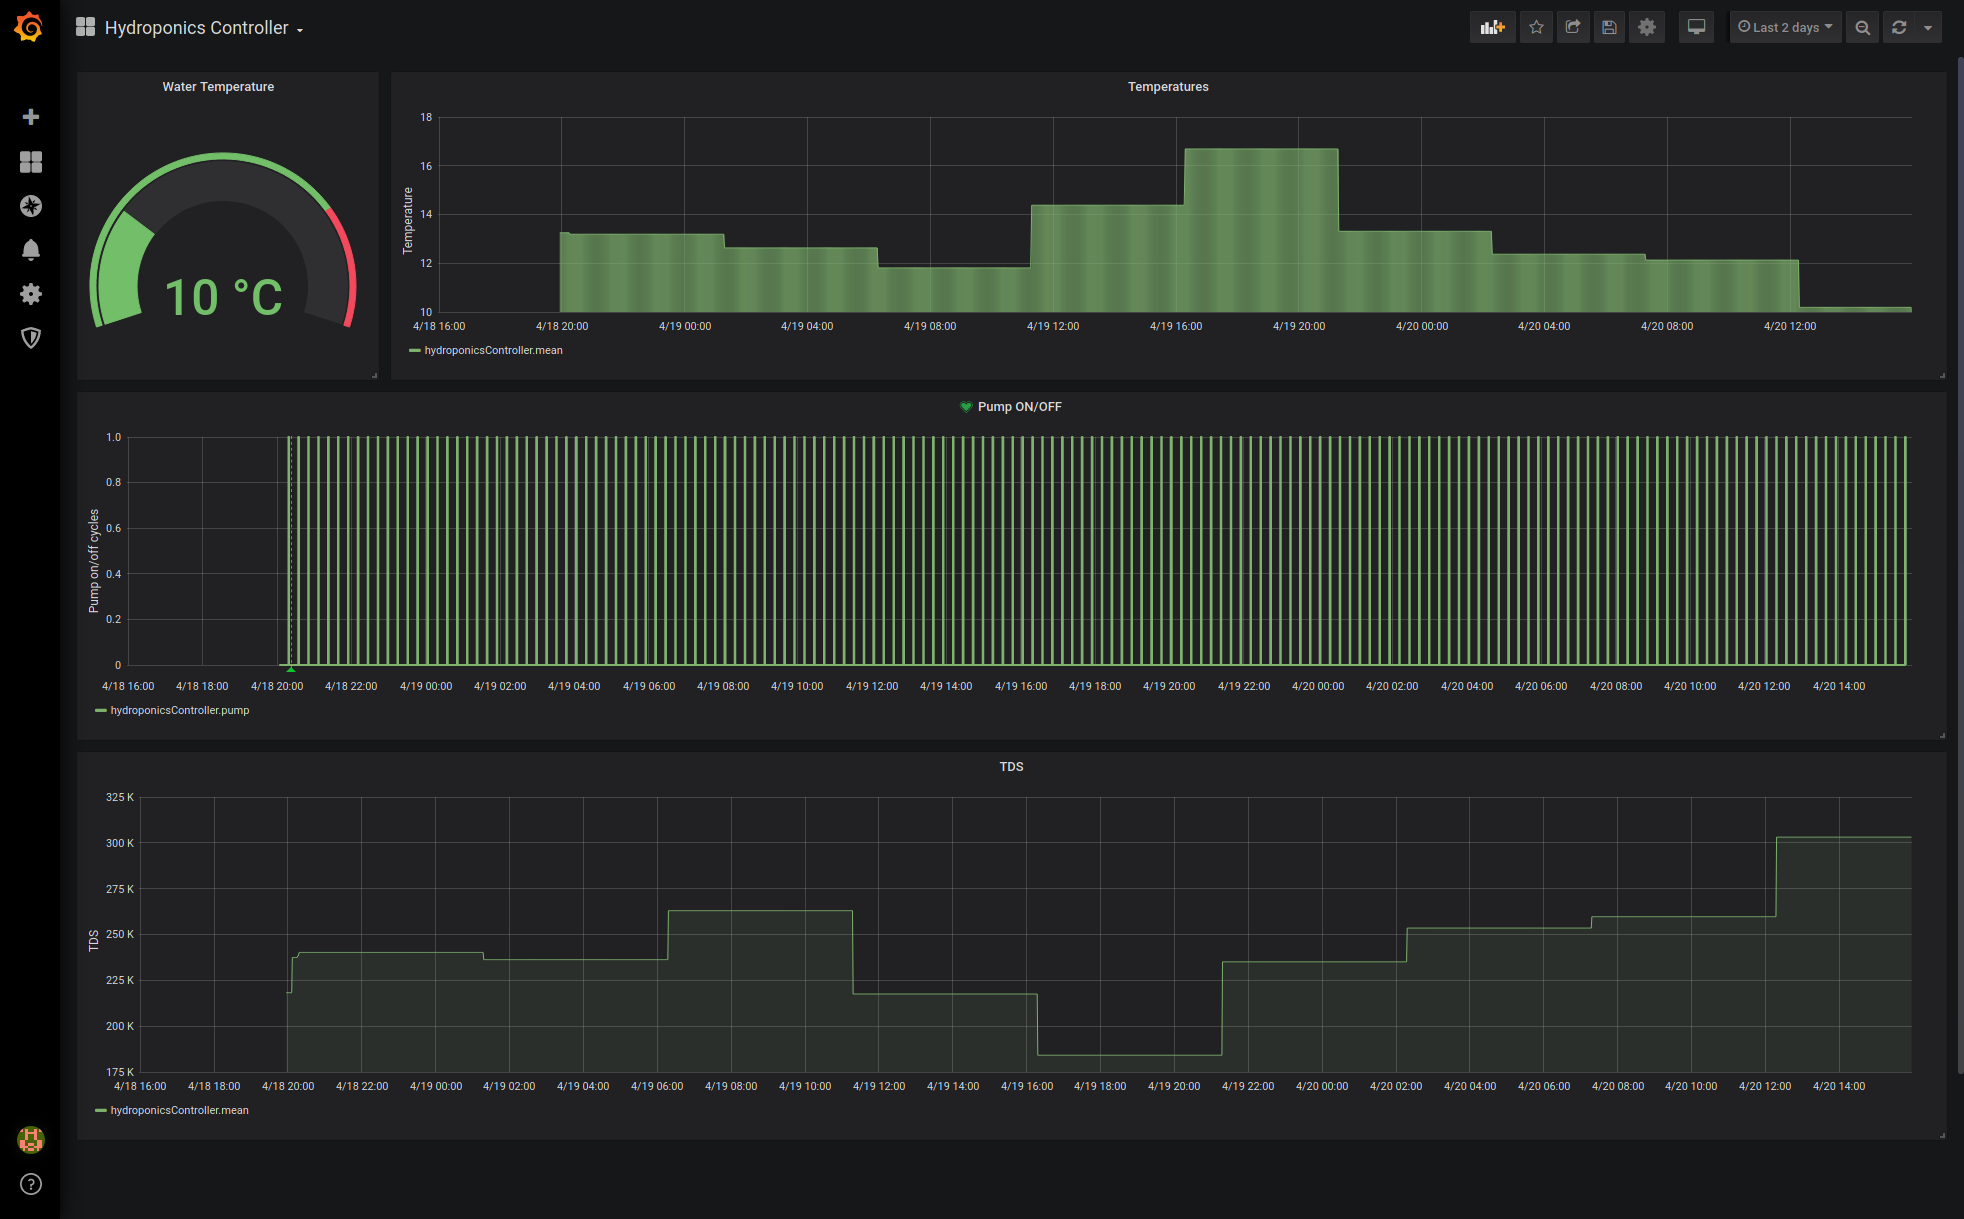 Hydroponics Controller
Last 2 days
Water Temperature
10 °C
Temperatures
Temperature
18
16
14
12
10
4/18 16:00 4/18 20:00 4/19 00:00 4/19 04:00 4/19 08:00 4/19 12:00 4/19 16:00 4/19 20:00 4/20 00:00 4/20 04:00 4/20 08:00 4/20 12:00
hydroponicsController.mean
Pump ON/OFF
Pump on/off cycles
1.0
0.8
0.6
0.4
0.2
0
4/18 16:00 4/18 18:00 4/18 20:00 4/18 22:00 4/19 00:00 4/19 02:00 4/19 04:00 4/19 06:00 4/19 08:00 4/19 10:00 4/19 12:00 4/19 14:00 4/19 16:00 4/19 18:00 4/19 20:00 4/19 22:00 4/20 00:00 4/20 02:00 4/20 04:00 4/20 06:00 4/20 08:00 4/20 10:00 4/20 12:00 4/20 14:00
hydroponicsController.pump
TDS
TDS
325 K
300 K
275 K
250 K
225 K
200 K
175 K
4/18 16:00 4/18 18:00 4/18 20:00 4/18 22:00 4/19 00:00 4/19 02:00 4/19 04:00 4/19 06:00 4/19 08:00 4/19 10:00 4/19 12:00 4/19 14:00 4/19 16:00 4/19 18:00 4/19 20:00 4/19 22:00 4/20 00:00 4/20 02:00 4/20 04:00 4/20 06:00 4/20 08:00 4/20 10:00 4/20 12:00 4/20 14:00
hydroponicsController.mean